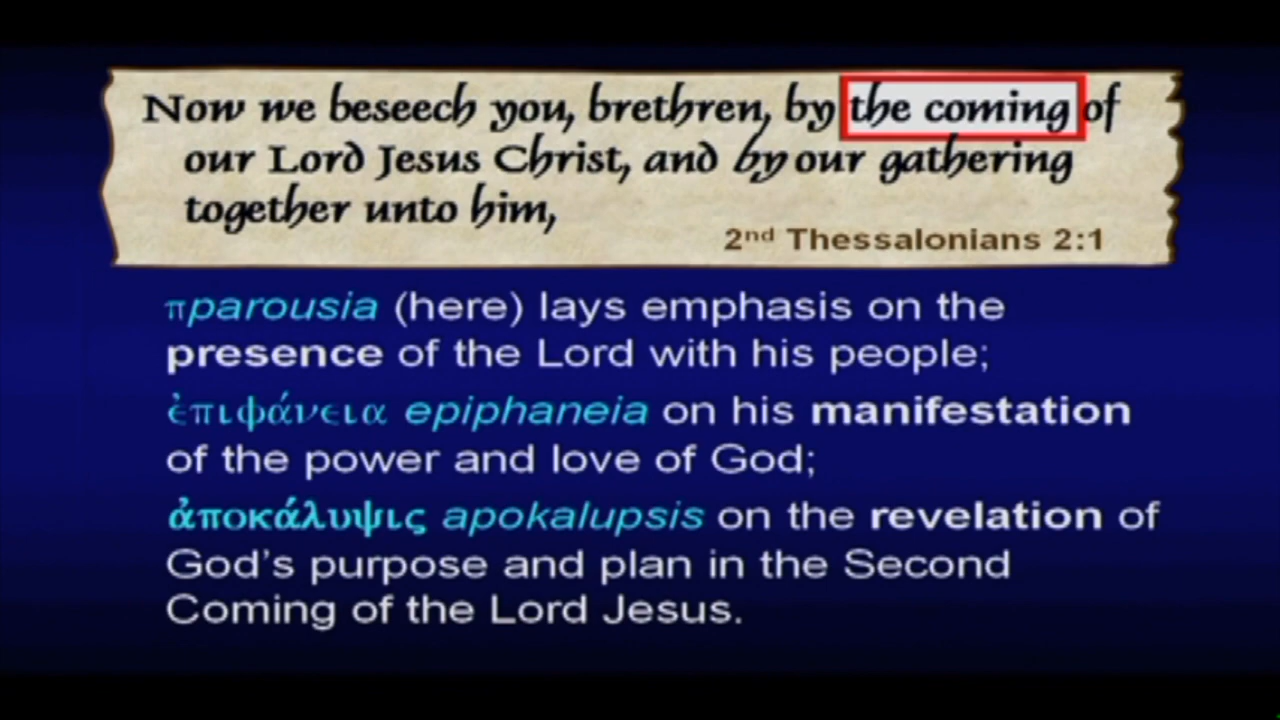 Now we beseech you, brethren, by the coming of
our Lord Jesus Christ, and by our gathering
together unto him,
2nd Thessalonians 2:1
πparousia (here) lays emphasis on the
presence of the Lord with his people;
ἐπιφάνεια epiphaneia on his manifestation
of the power and love of God;
ἀποκάλυψις apokalupsis on the revelation of
God's purpose and plan in the Second
Coming of the Lord Jesus.